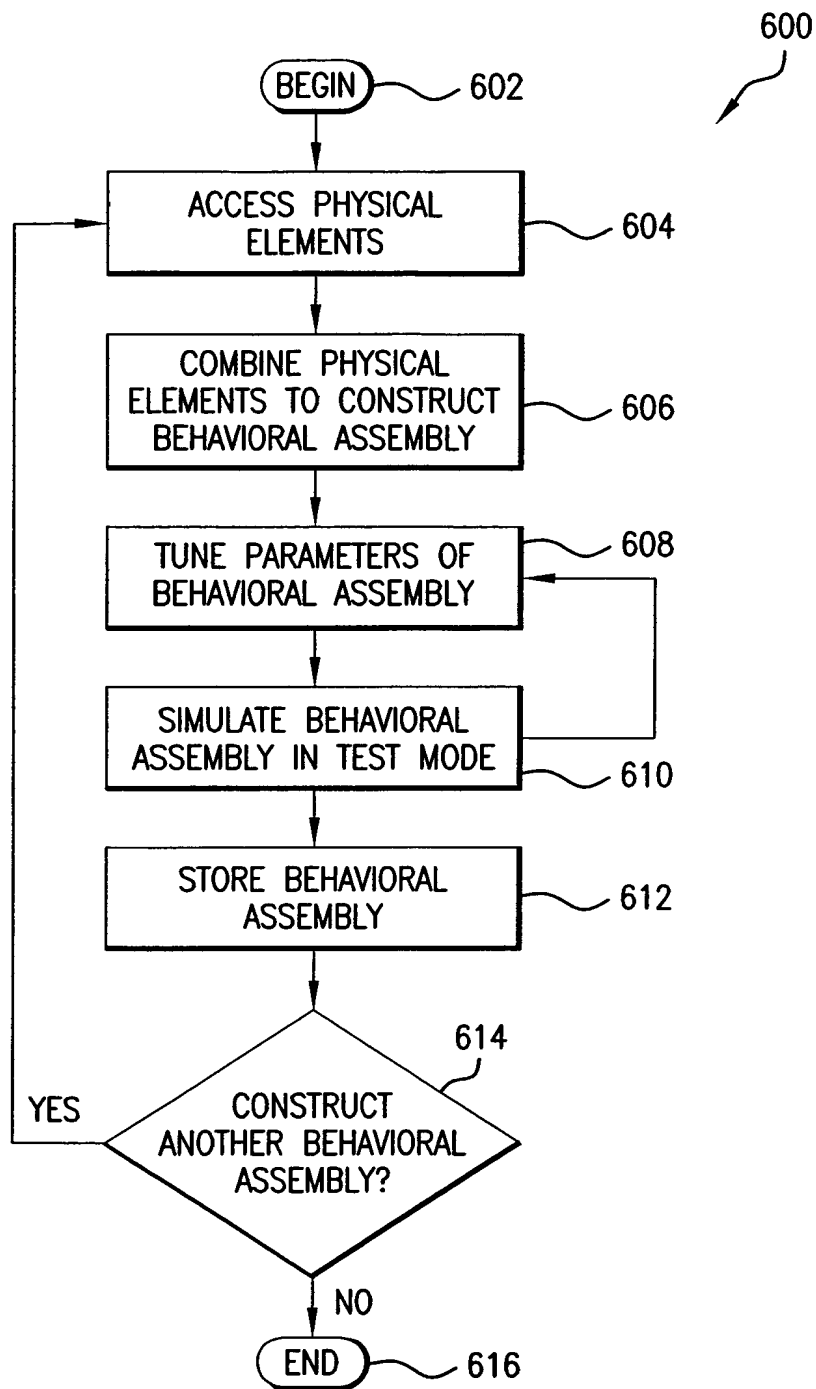 600
BEGIN
602
ACCESS PHYSICAL
ELEMENTS
604
COMBINE PHYSICAL
ELEMENTS TO CONSTRUCT
BEHAVIORAL ASSEMBLY
606
TUNE PARAMETERS OF
BEHAVIORAL ASSEMBLY
608
SIMULATE BEHAVIORAL
ASSEMBLY IN TEST MODE
610
STORE BEHAVIORAL
ASSEMBLY
612
614
YES
CONSTRUCT
ANOTHER BEHAVIORAL
ASSEMBLY?
NO
END
616